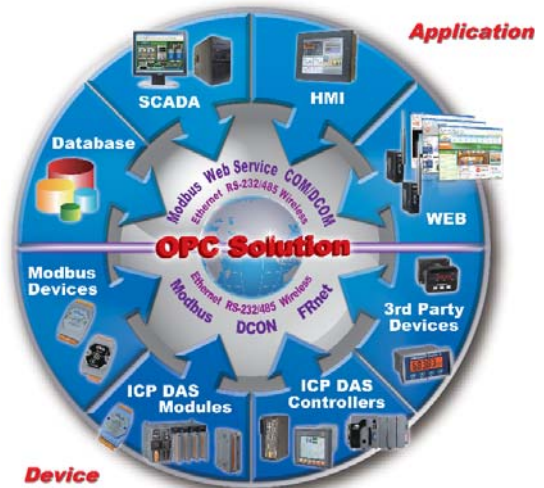 Application
SCADA
HMI
Database
WEB
Modbus Web Service COM/DCOM
Ethernet RS-232/485 Wireless
OPC Solution
Ethernet RS-232/485 Wireless
Modbus DCON FRnet
Modbus
Devices
3rd Party
Devices
ICP DAS
Modules
ICP DAS
Controllers
Device